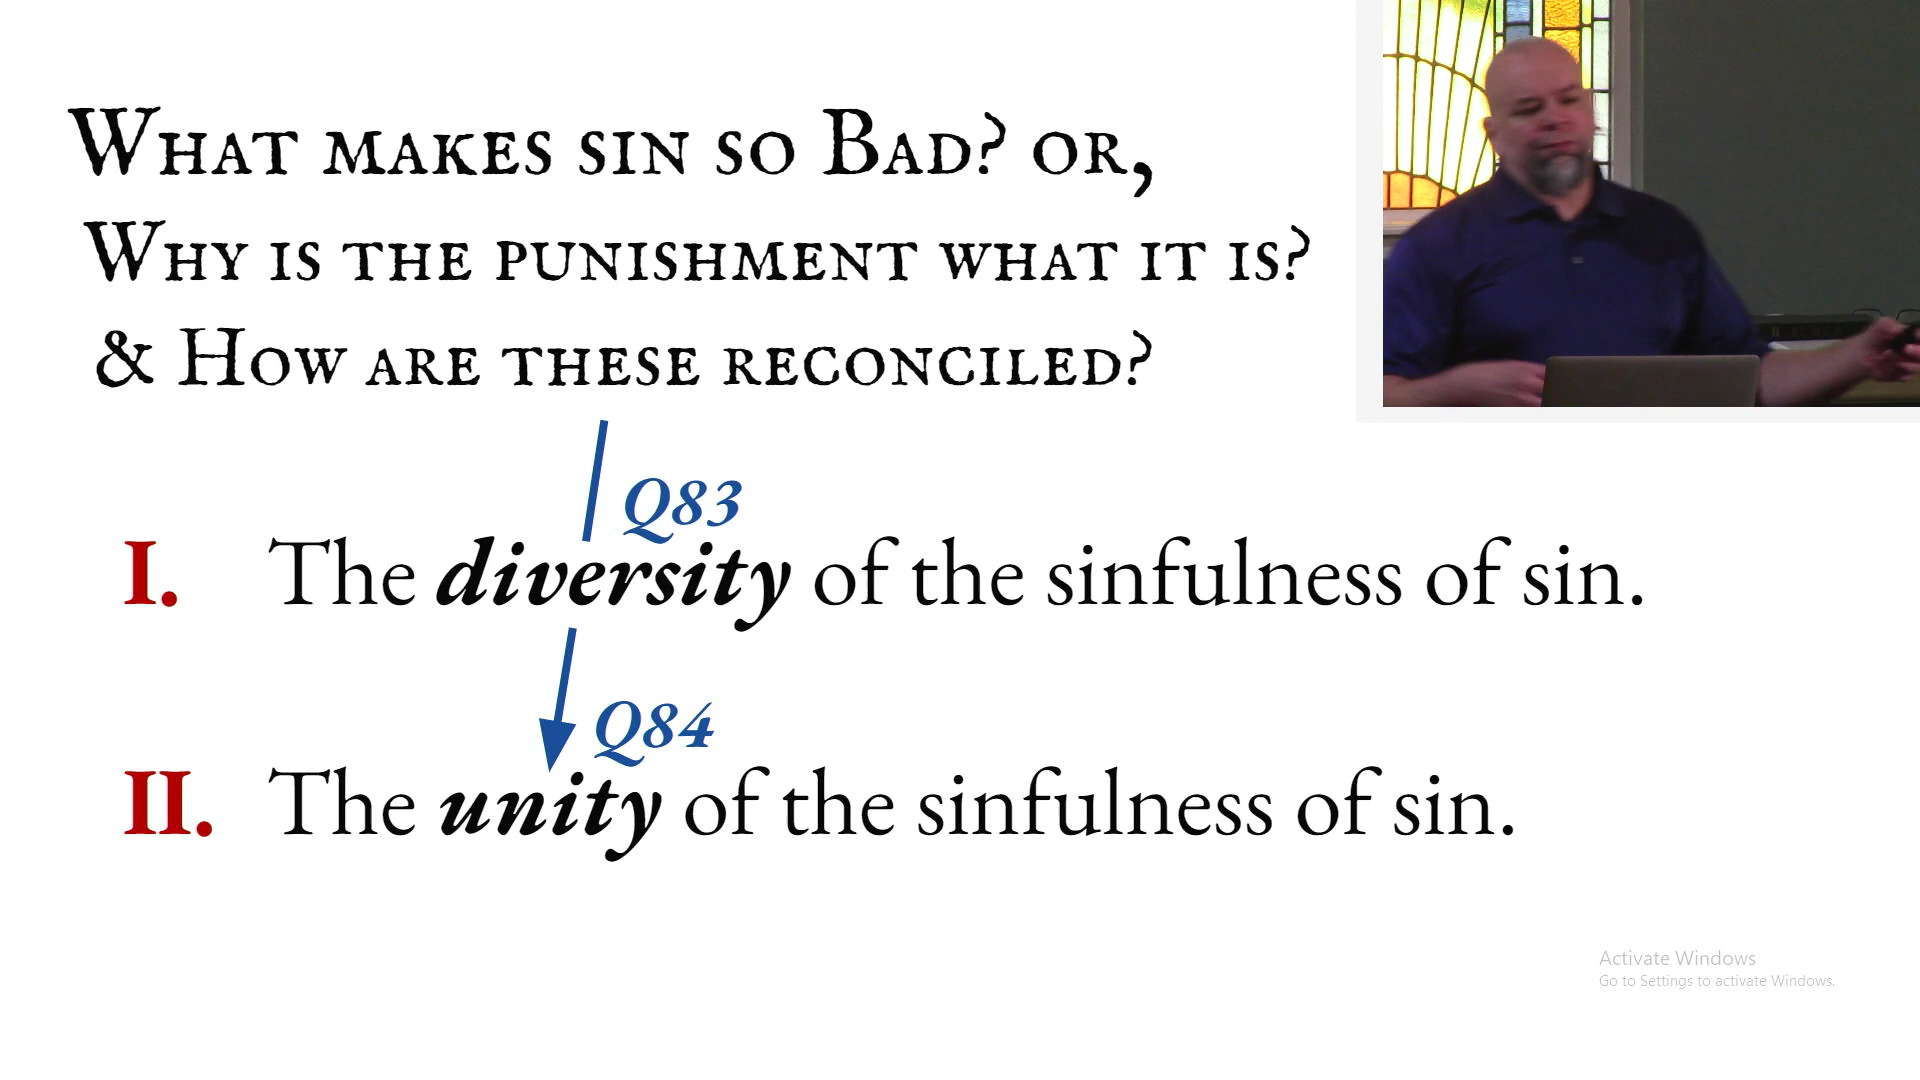 What makes sin so Bad? or,
Why is the punishment what it is?
& How are these reconciled?
Q83
I. The diversity of the sinfulness of sin.
Q84
II. The unity of the sinfulness of sin.
Activate Windows
Go to Settings to activate Windows.